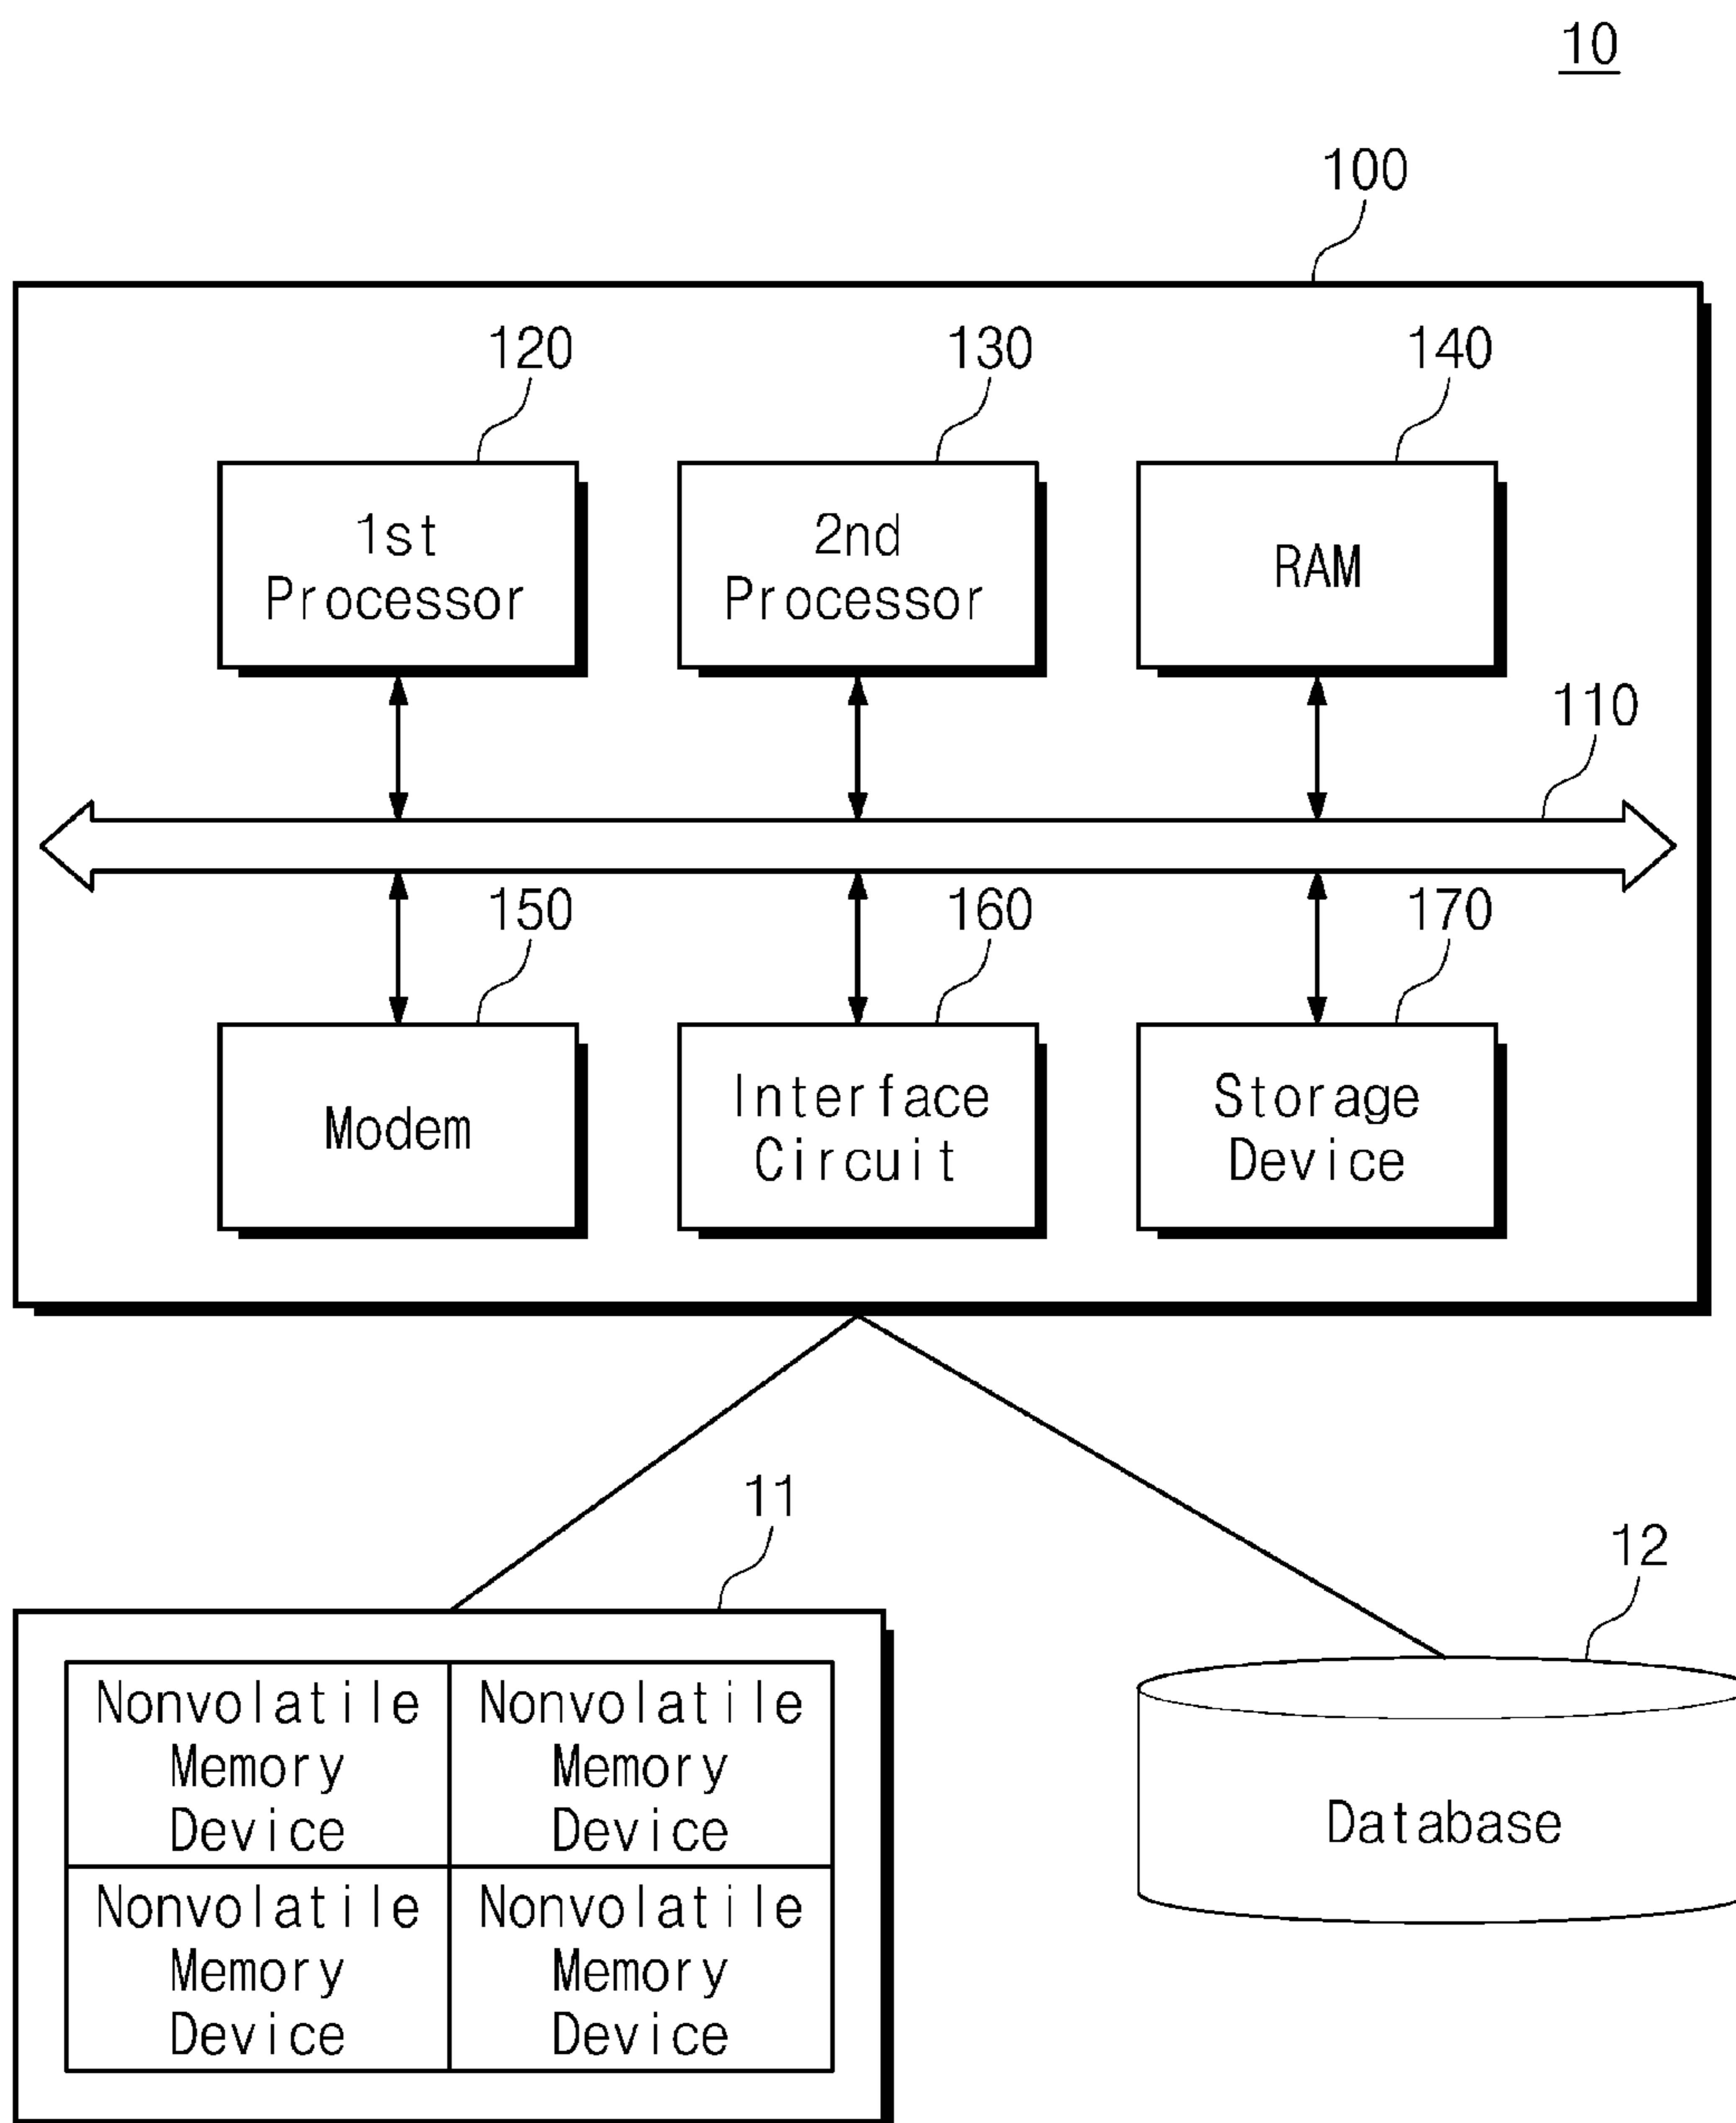 10
100
120
130
140
1st
Processor
2nd
Processor
RAM
110
150
160
170
Modem
Interface
Circuit
Storage
Device
11
12
Nonvolatile
Memory
Device
Nonvolatile
Memory
Device
Nonvolatile
Memory
Device
Nonvolatile
Memory
Device
Database